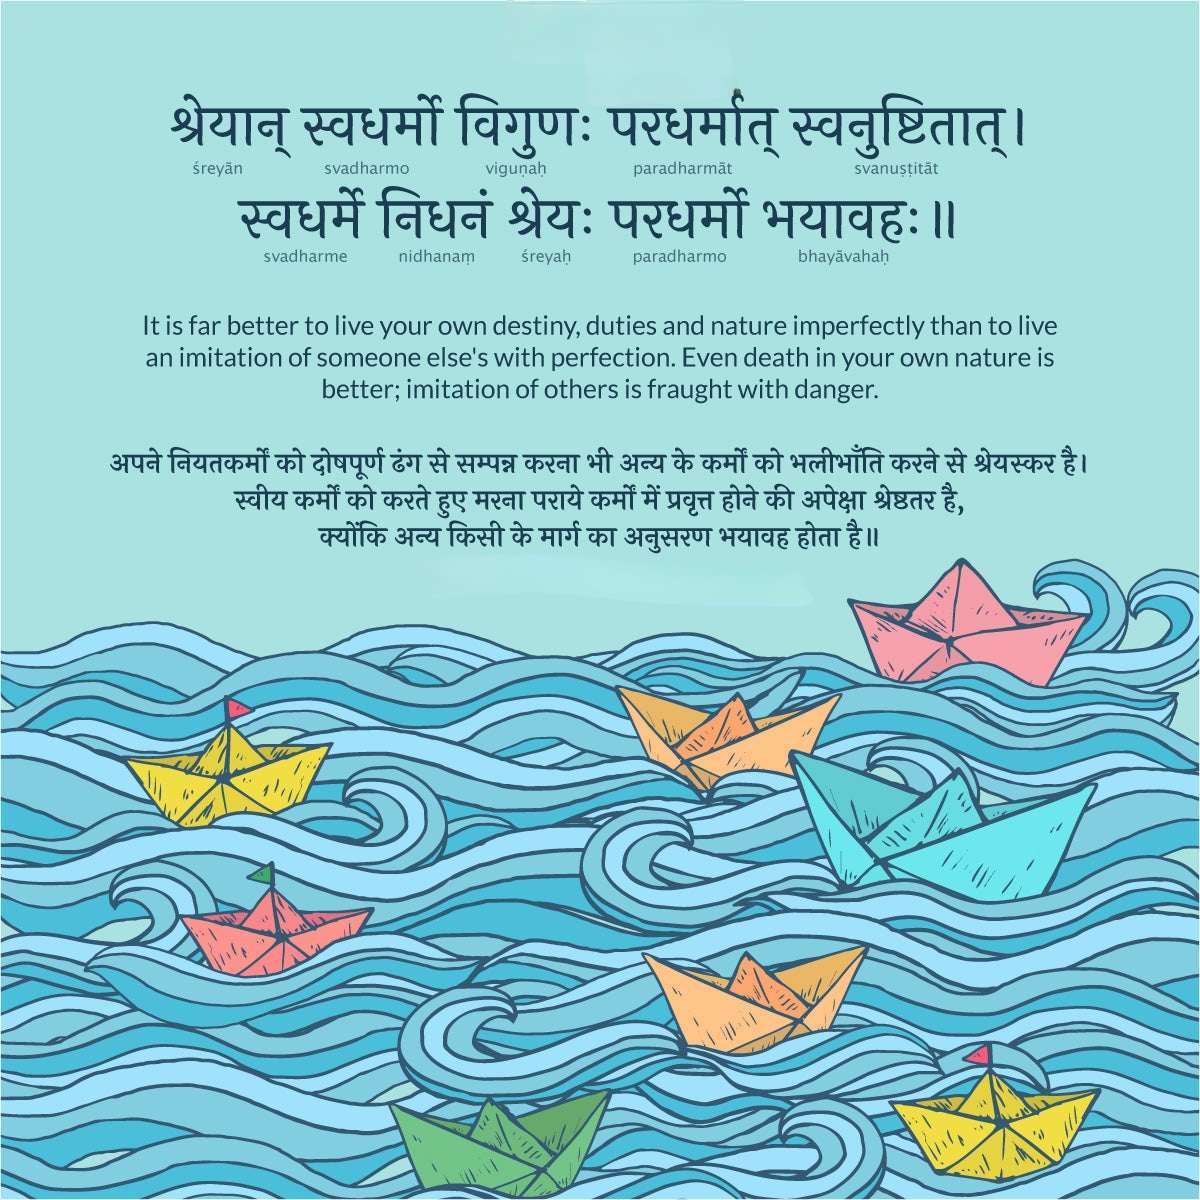 श्रेयान् स्वधर्मो विगुणः परधर्मात् स्वनुष्टितात्।
śreyān svadharmo viguṇaḥ paradharmāt svanuṣṭitāt
स्वधर्मे निधनं श्रेयः परधर्मो भयावहः॥
svadharme nidhanaṃ śreyaḥ paradharmo bhayāvahaḥ
It is far better to live your own destiny, duties and nature imperfectly than to live
an imitation of someone else's with perfection. Even death in your own nature is
better; imitation of others is fraught with danger.
अपने नियतकर्मों को दोषपूर्ण ढंग से सम्पन्न करना भी अन्य के कर्मों को भलीभाँति करने से श्रेयस्कर है।
स्वीय कर्मों को करते हुए मरना पराये कर्मों में प्रवृत्त होने की अपेक्षा श्रेष्ठतर है,
क्योंकि अन्य किसी के मार्ग का अनुसरण भयावह होता है॥